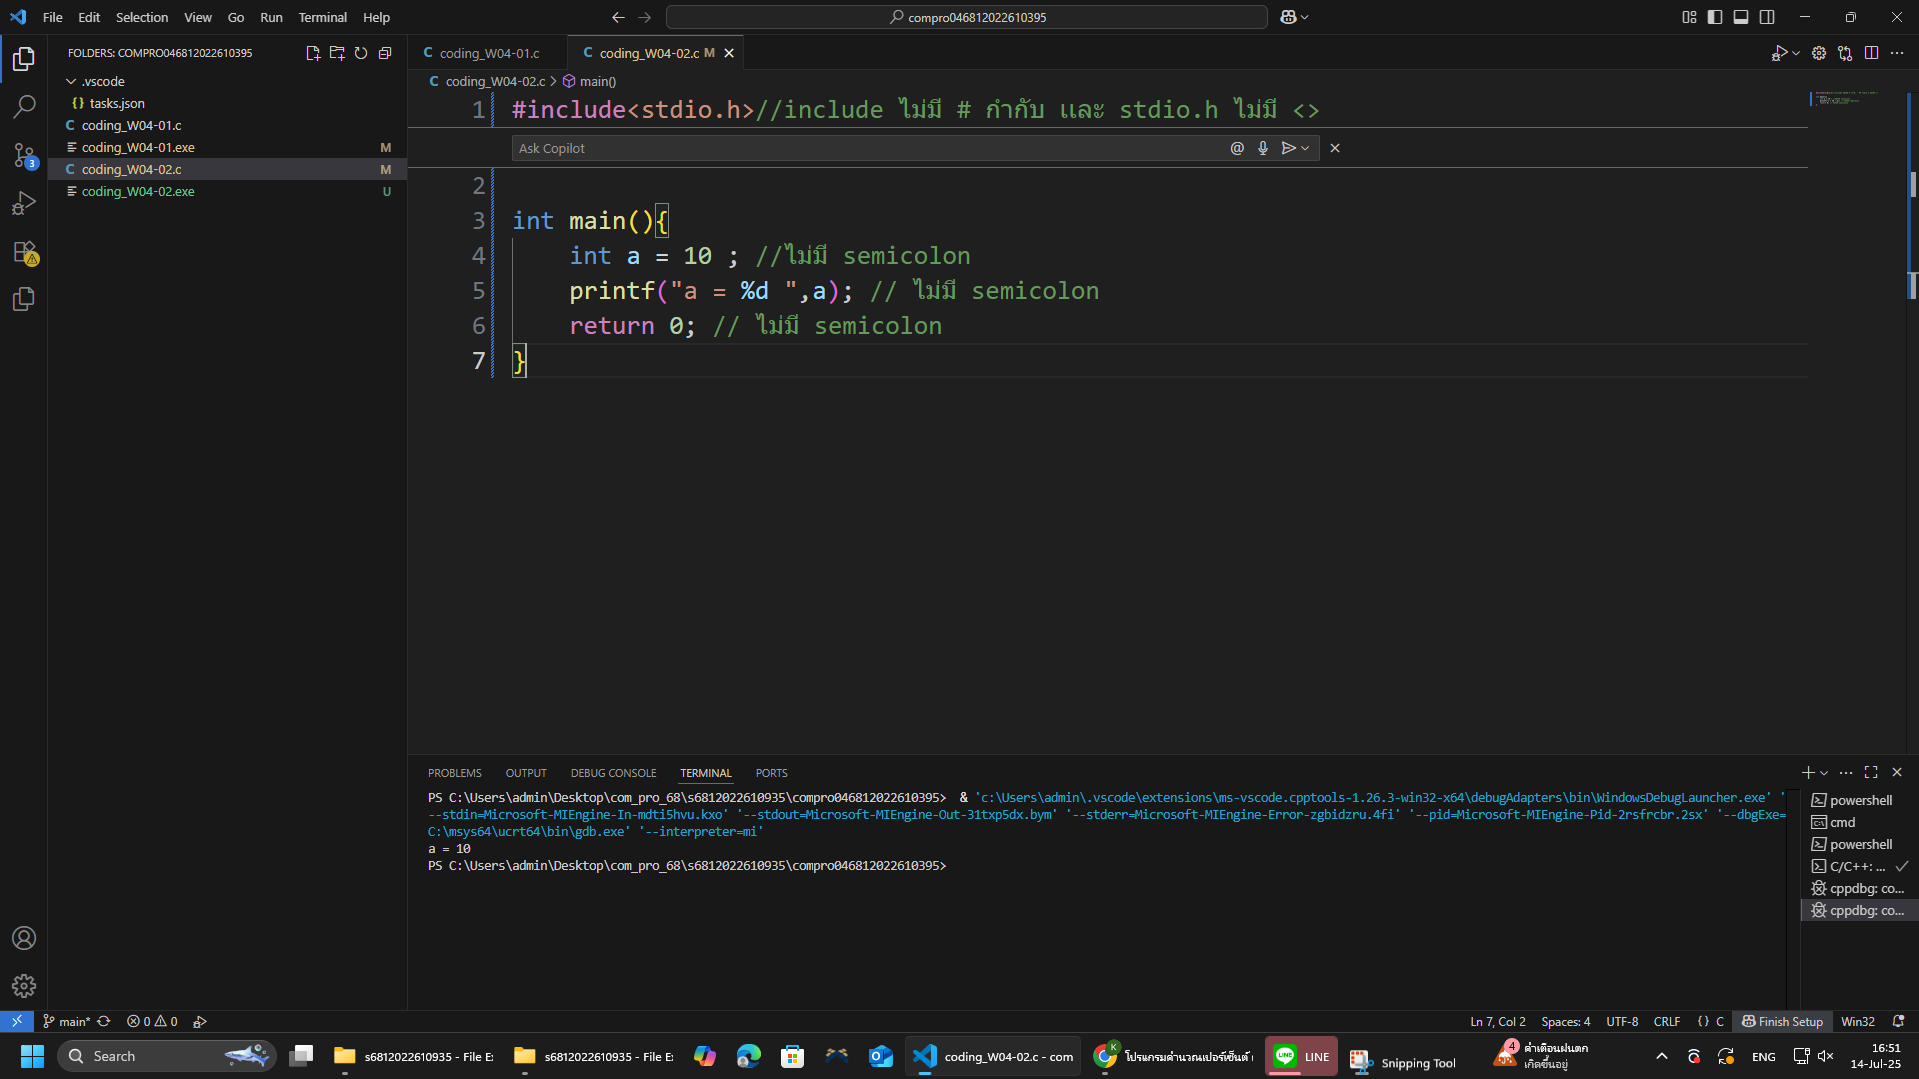 File Edit Selection View Go Run Terminal Help
compro046812022610395
FOLDERS: COMPRO046812022610395
.vscode
{} tasks.json
C coding_W04-01.c
coding_W04-01.exe M
C coding_W04-02.c M
coding_W04-02.exe U
3
C coding_W04-01.c
C coding_W04-02.c M
C coding_W04-02.c > main()
1 #include<stdio.h>//include ไม่มี # กำกับ และ stdio.h ไม่มี <>
Ask Copilot
2
3 int main(){
4 int a = 10 ; //ไม่มี semicolon
5 printf("a = %d ",a); // ไม่มี semicolon
6 return 0; // ไม่มี semicolon
7 }
PROBLEMS OUTPUT DEBUG CONSOLE TERMINAL PORTS
PS C:\Users\admin\Desktop\com_pro_68\s6812022610935\compro046812022610395> & 'c:\Users\admin\.vscode\extensions\ms-vscode.cpptools-1.26.3-win32-x64\debugAdapters\bin\WindowsDebugLauncher.exe' '
--stdin=Microsoft-MIEngine-In-mdti5hvu.kxo' '--stdout=Microsoft-MIEngine-Out-31txp5dx.bym' '--stderr=Microsoft-MIEngine-Error-zgbidzru.4fi' '--pid=Microsoft-MIEngine-Pid-2rsfrcbr.2sx' '--dbgExe=
C:\msys64\ucrt64\bin\gdb.exe' '--interpreter=mi'
a = 10
PS C:\Users\admin\Desktop\com_pro_68\s6812022610935\compro046812022610395>
powershell
cmd
powershell
C/C++: ...
cppdbg: co...
cppdbg: co...
main* 0 0
Ln 7, Col 2 Spaces: 4 UTF-8 CRLF {} C Finish Setup Win32
Search
s6812022610935 - File E
s6812022610935 - File E
coding_W04-02.c - com
K
โปรแกรมคำนวณเปอร์เซ็นต์
LINE
Snipping Tool
4
ค่าเตือนฝนตก
เกิดขึ้นอยู่
ENG
16:51
14-Jul-25